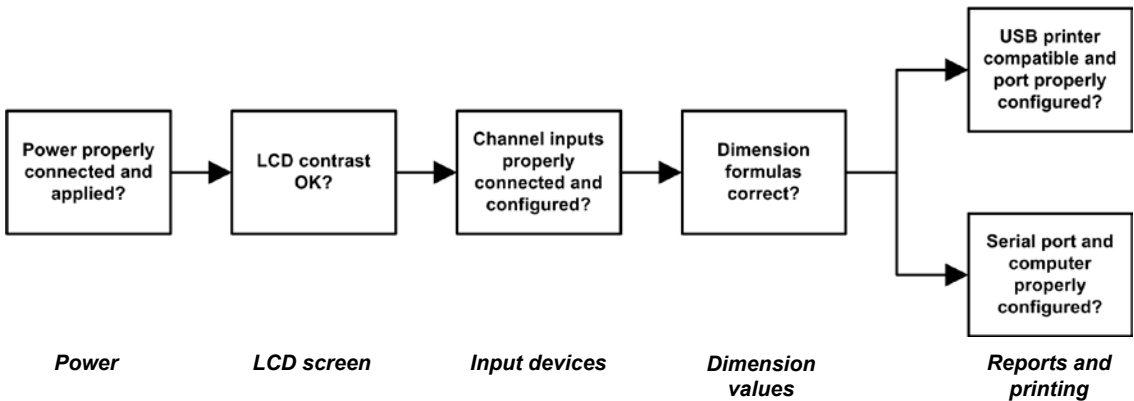 Power properly
connected and
applied?
LCD contrast
OK?
Channel inputs
properly
connected and
configured?
Dimension
formulas
correct?
USB printer
compatible and
port properly
configured?
Serial port and
computer
properly
configured?
Power
LCD screen
Input devices
Dimension
values
Reports and
printing